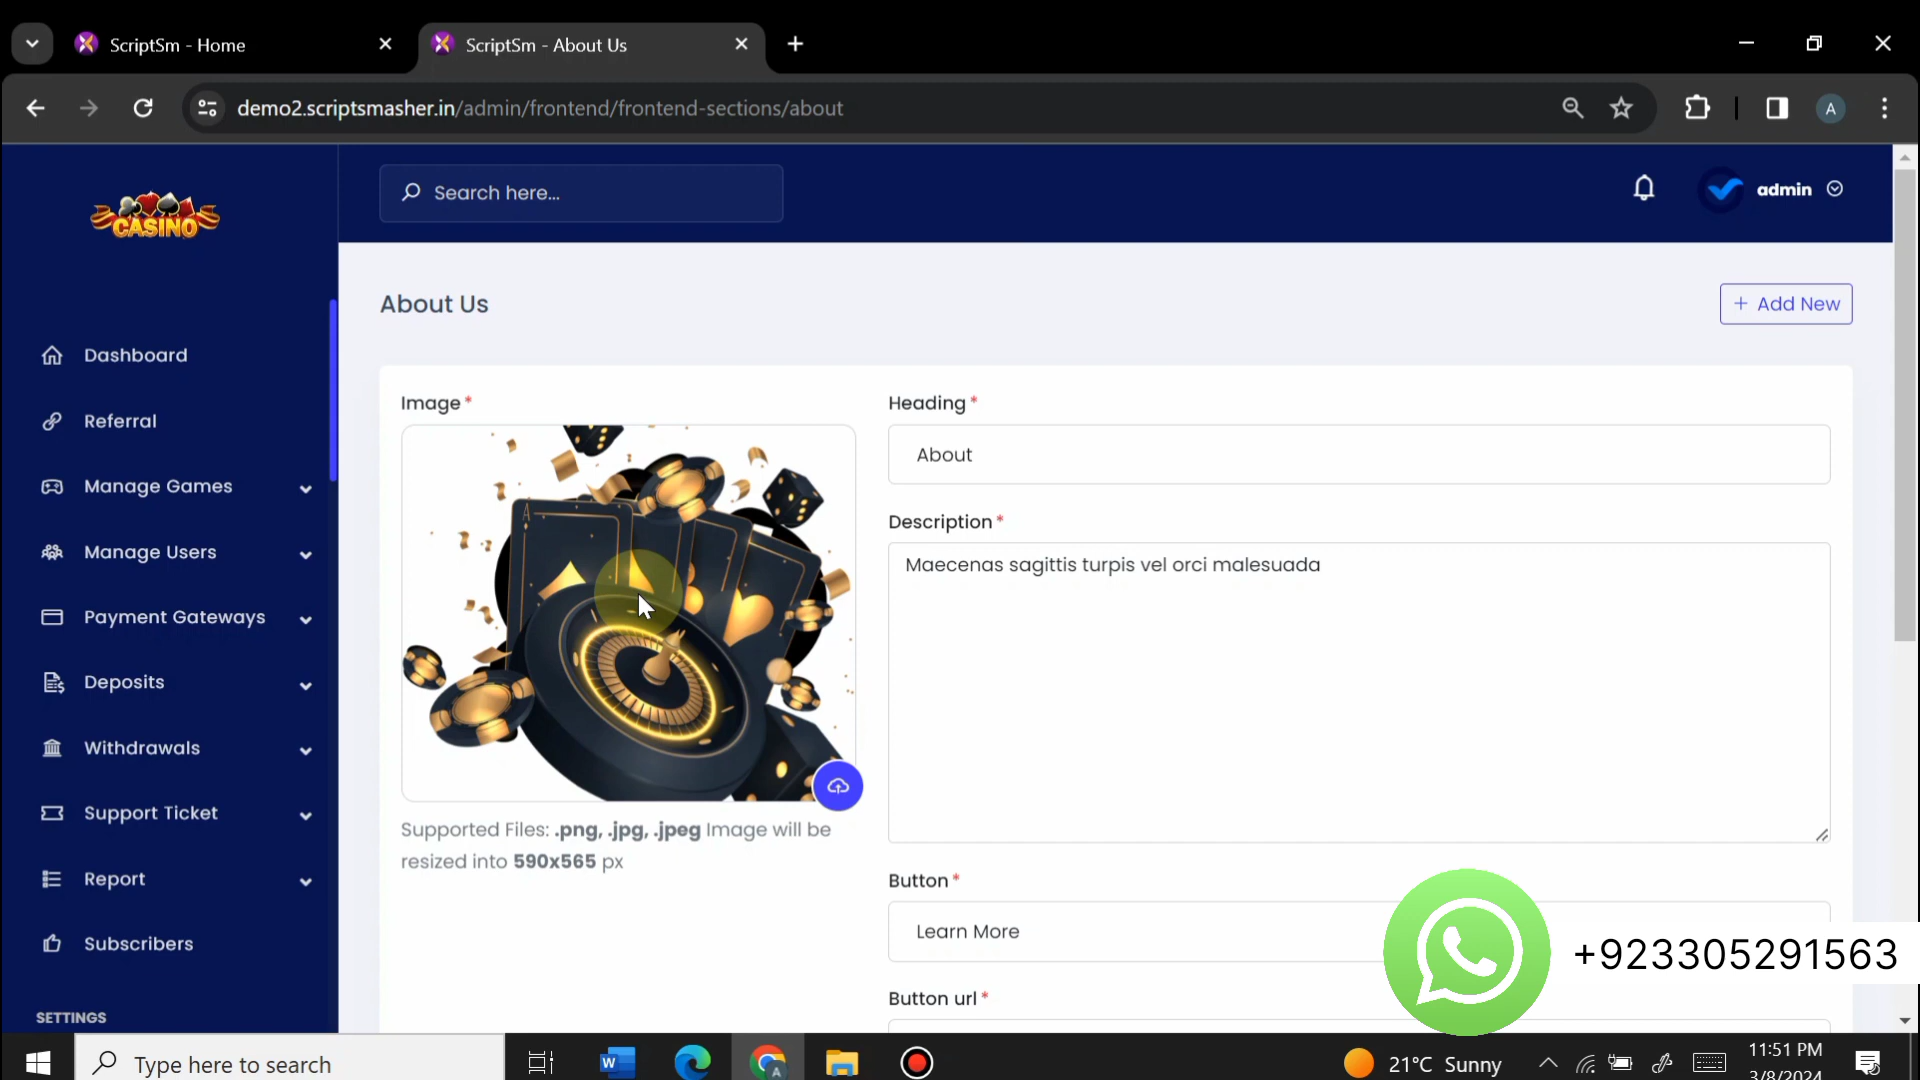 ScriptSm - Home
ScriptSm - About Us
demo2.scriptsmasher.in/admin/frontend/frontend-sections/about
A
CASINO
Search here...
admin
About Us
+ Add New
Dashboard
Referral
Manage Games
Manage Users
Payment Gateways
Deposits
Withdrawals
Support Ticket
Report
Subscribers
SETTINGS
Image *
Supported Files: .png, .jpg, .jpeg Image will be
resized into 590x565 px
Heading *
About
Description *
Maecenas sagittis turpis vel orci malesuada
Button *
Learn More
Button url *
+923305291563
Type here to search
21°C Sunny
11:51 PM
3/8/2024